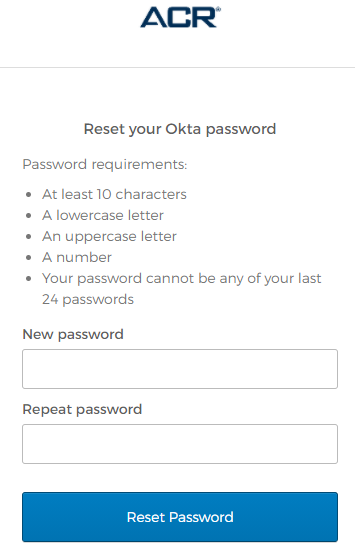 ACR®
Reset your Okta password
Password requirements:
• At least 10 characters
• A lowercase letter
• An uppercase letter
• A number
• Your password cannot be any of your last
24 passwords
New password
Repeat password
Reset Password